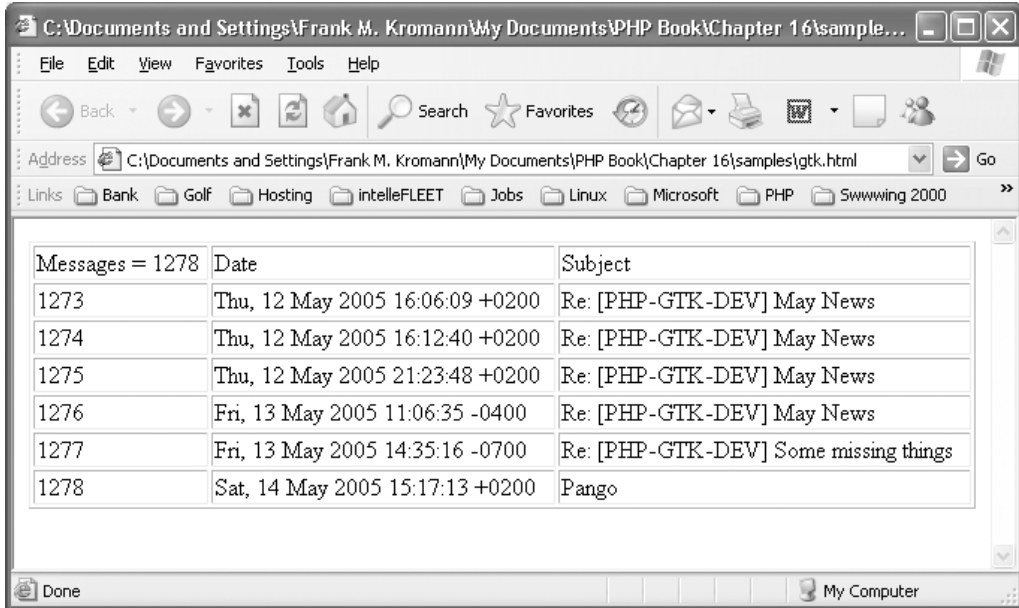 C:\Documents and Settings\Frank M. Kromann\My Documents\PHP Book\Chapter 16\sample...
File Edit View Favorites Tools Help
Back Search Favorites
Address C:\Documents and Settings\Frank M. Kromann\My Documents\PHP Book\Chapter 16\samples\gtk.html Go
Links Bank Golf Hosting intelleFLEET Jobs Linux Microsoft PHP Swwwing 2000 »
Messages = 1278 Date Subject
1273 Thu, 12 May 2005 16:06:09 +0200 Re: [PHP-GTK-DEV] May News
1274 Thu, 12 May 2005 16:12:40 +0200 Re: [PHP-GTK-DEV] May News
1275 Thu, 12 May 2005 21:23:48 +0200 Re: [PHP-GTK-DEV] May News
1276 Fri, 13 May 2005 11:06:35 -0400 Re: [PHP-GTK-DEV] May News
1277 Fri, 13 May 2005 14:35:16 -0700 Re: [PHP-GTK-DEV] Some missing things
1278 Sat, 14 May 2005 15:17:13 +0200 Pango
Done My Computer